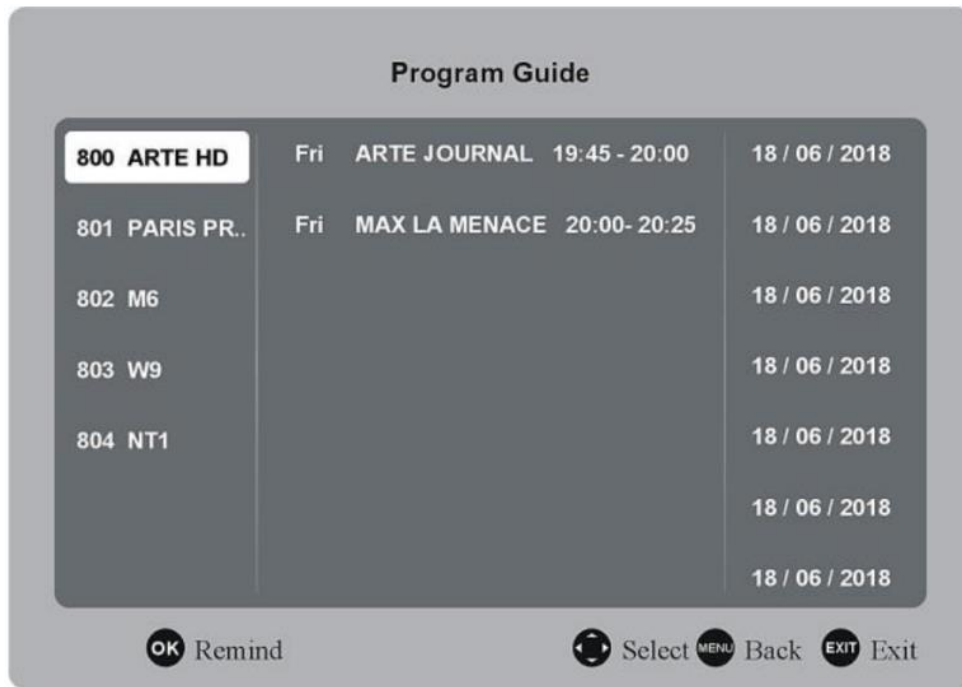 Program Guide
800 ARTE HD Fri ARTE JOURNAL 19:45 - 20:00 18 / 06 / 2018
801 PARIS PR.. Fri MAX LA MENACE 20:00- 20:25 18 / 06 / 2018
802 M6 18 / 06 / 2018
803 W9 18 / 06 / 2018
804 NT1 18 / 06 / 2018
18 / 06 / 2018
18 / 06 / 2018
OK Remind Select MENU Back EXIT Exit